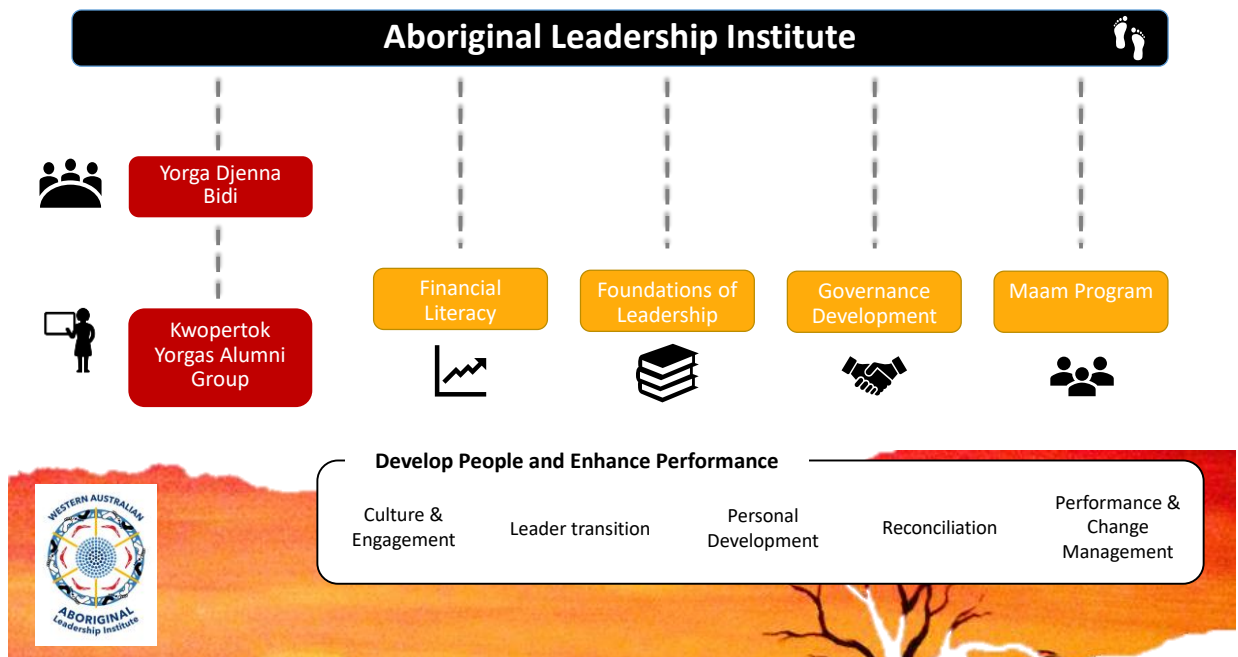 Aboriginal Leadership Institute
Yorga Djenna
Bidi
Kwopertok
Yorgas Alumni
Group
Financial
Literacy
Foundations of
Leadership
Governance
Development
Maam Program
Develop People and Enhance Performance
Culture &
Engagement
Leader transition
Personal
Development
Reconciliation
Performance &
Change
Management
WESTERN AUSTRALIAN
ABORIGINAL
Leadership Institute